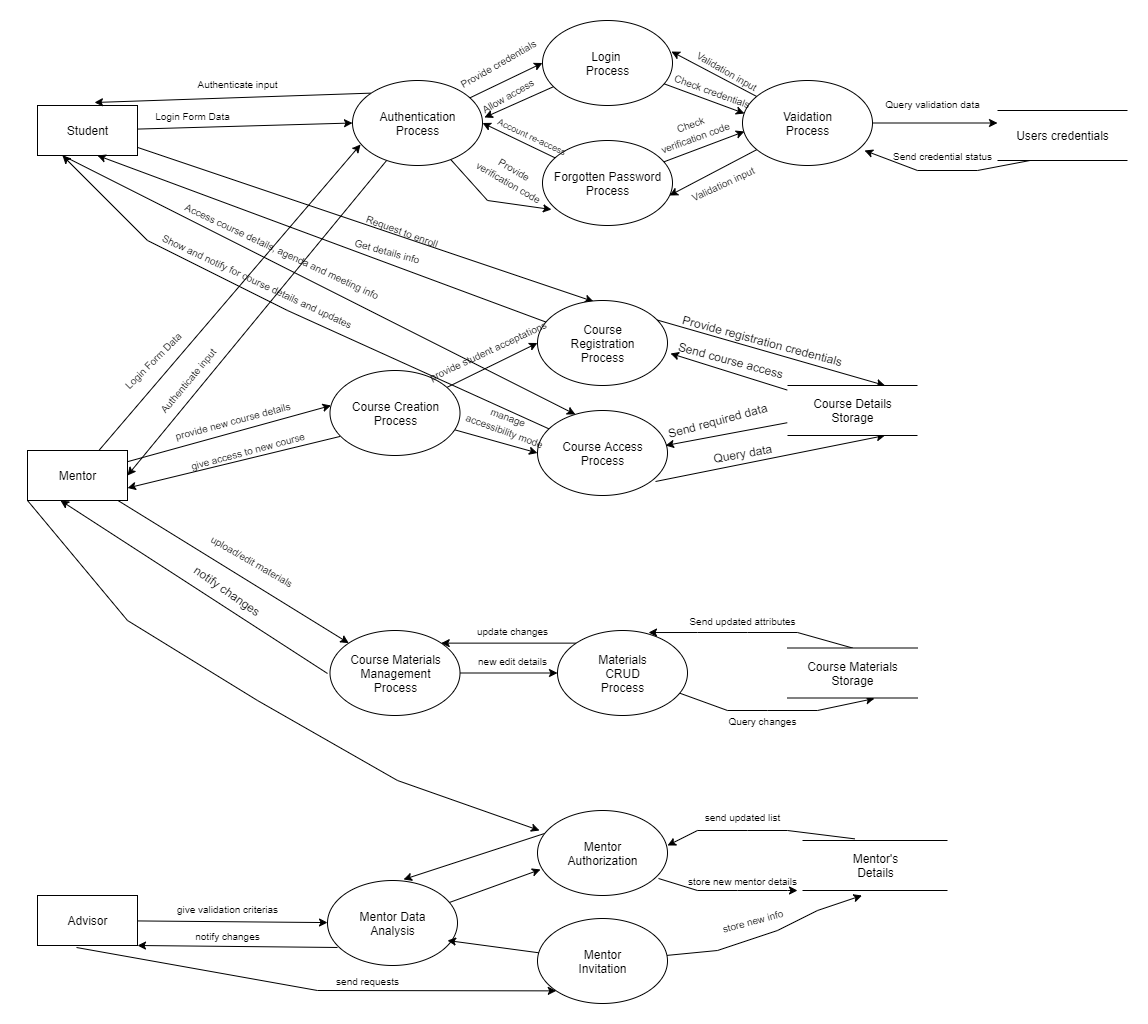 Login
Process
Provide credentials
Validation input
Authenticate input
Check credentials
Allow access
Student
Login Form Data
Authentication
Process
Vaidation
Process
Query validation data
Users credentials
Account re-access
Check
verification code
Send credential status
Provide
verification code
Forgotten Password
Process
Validation input
Request to enroll
Get details info
Access course details, agenda and meeting info
Show and notify for course details and updates
Login Form Data
Authenticate input
Course
Registration
Process
Provide registration credentials
Send course access
provide student acceptations
Course Creation
Process
provide new course details
give access to new course
manage
accessibility mode
Course Access
Process
Course Details
Storage
Send required data
Query data
Mentor
upload/edit materials
notify changes
Course Materials
Management
Process
update changes
new edit details
Materials
CRUD
Process
Send updated attributes
Course Materials
Storage
Query changes
Mentor
Authorization
send updated list
Mentor's
Details
store new mentor details
Advisor
give validation criterias
notify changes
send requests
Mentor Data
Analysis
Mentor
Invitation
store new info